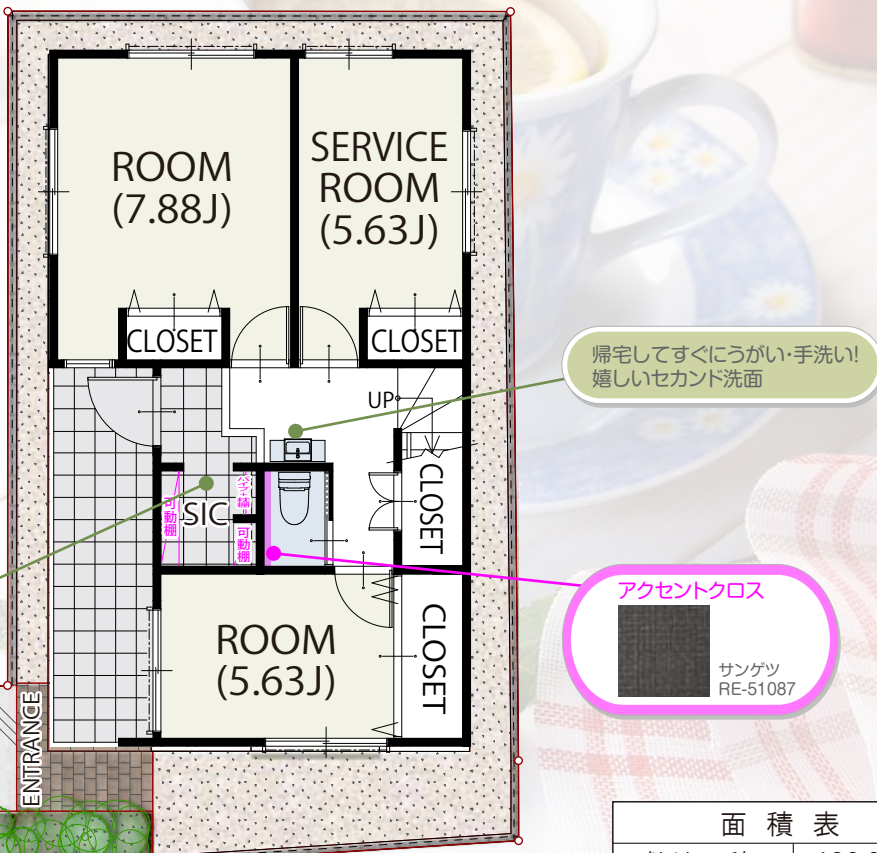 ROOM
(7.88J)
SERVICE
ROOM
(5.63J)
CLOSET
CLOSET
帰宅してすぐにうがい・手洗い!
嬉しいセカンド洗面
UP
CLOSET
SIC
可動棚
可動棚
アクセントクロス
サンゲツ
RE-51087
ROOM
(5.63J)
CLOSET
ENTRANCE
面積表